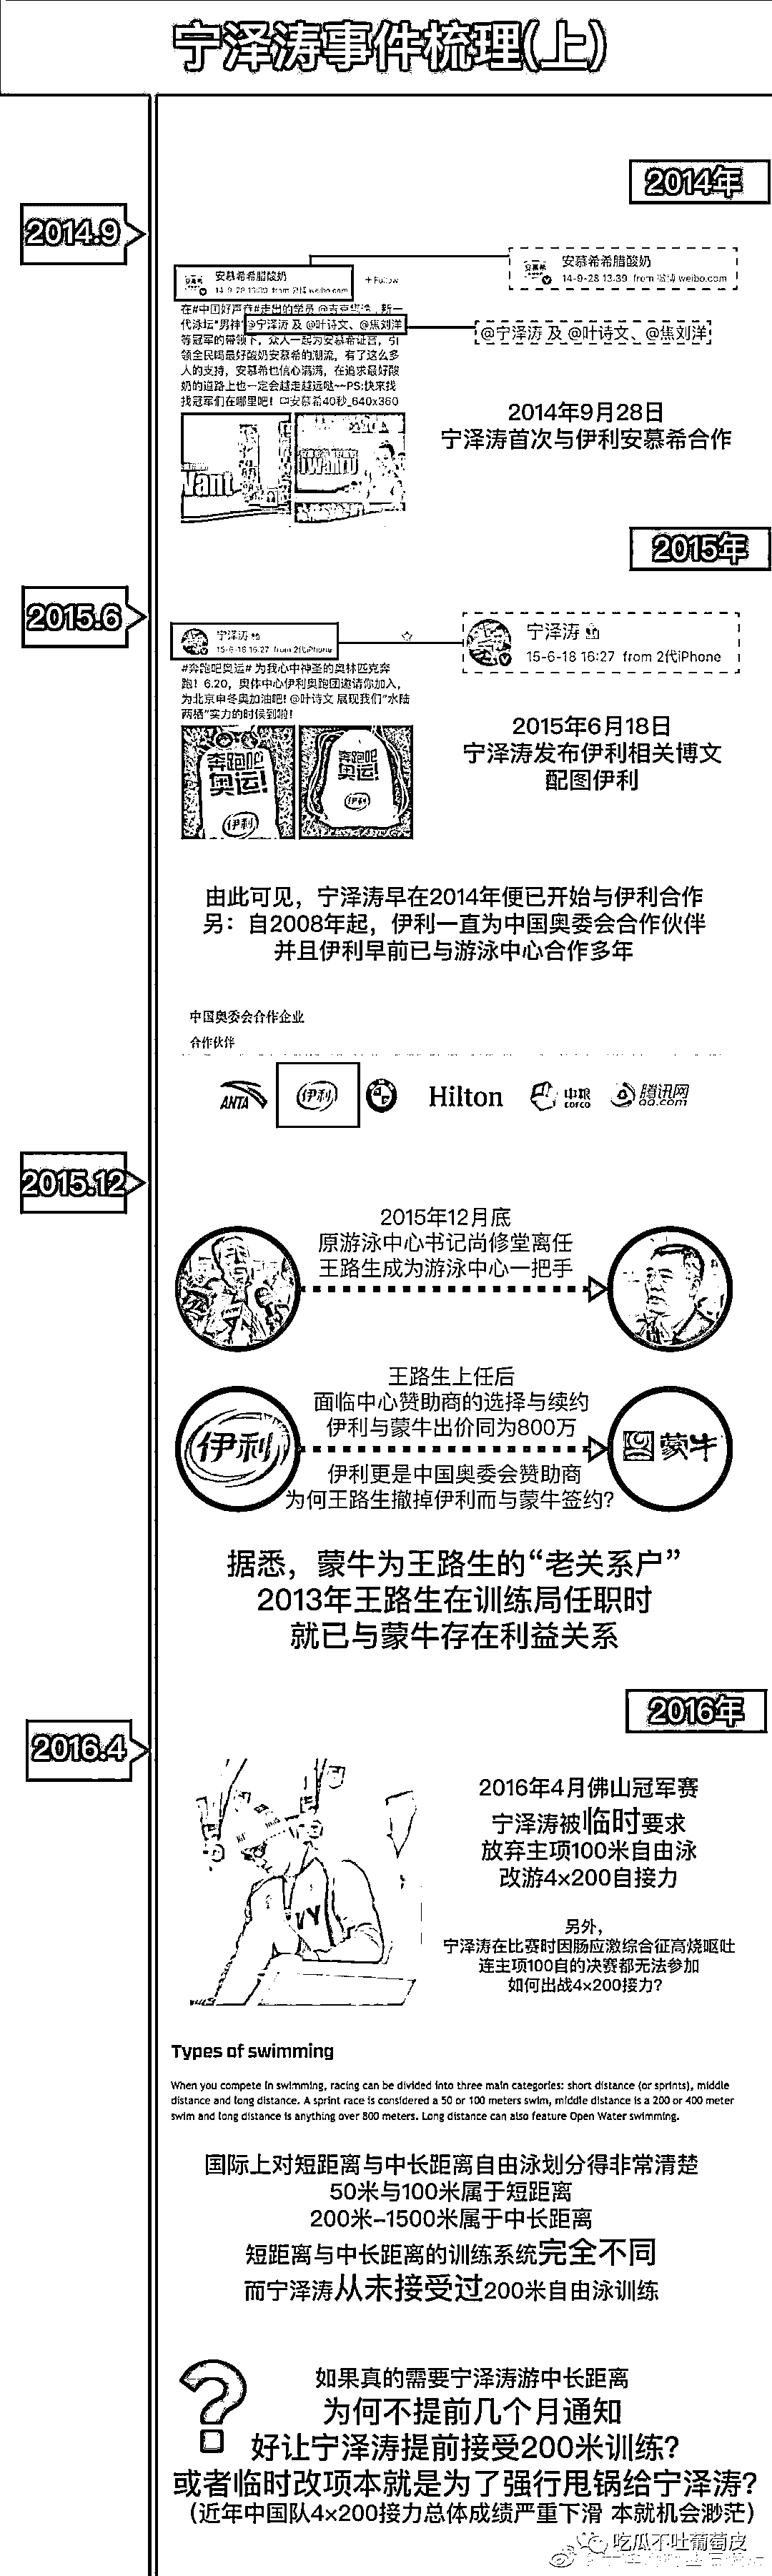 宁泽涛事件梳理(上)
2014年
2014.9
安慕希希腊酸奶
+Follow
14-9-28 13:39 from 微博 weibo.com
安慕希希腊酸奶
14-9-28 13:39 from 微博 weibo.com
在#中国好声音#走出的学员
新一
代泳坛"男神"@宁泽涛 及 @叶诗文、@焦刘洋
等冠军的带领下，众人一起为安慕希证言，引
领全民喝最好酸奶安慕希的潮流，有了这么多
人的支持，安慕希也信心满满，在追求最好酸
奶的道路上也一定会越走越远哒~~PS:快来找
找冠军们在哪里吧！安慕希40秒_640x360
@宁泽涛 及 @叶诗文、@焦刘洋
2014年9月28日
宁泽涛首次与伊利安慕希合作
Want
iWantU
2015年
2015.6
宁泽涛
15-6-18 16:27 from 2代iPhone
宁泽涛
15-6-18 16:27 from 2代iPhone
#奔跑吧奥运# 为我心中神圣的奥林匹克奔
跑！6.20，奥体中心伊利奥跑团邀请你加入，
为北京申冬奥加油吧! @叶诗文 展现我们"水陆
两栖"实力的时候到啦!
奔跑吧
奥运!
伊利
奔跑吧
奥运!
伊利
2015年6月18日
宁泽涛发布伊利相关博文
配图伊利
由此可见，宁泽涛早在2014年便已开始与伊利合作
另：自2008年起，伊利一直为中国奥委会合作伙伴
并且伊利早前已与游泳中心合作多年
中国奥委会合作企业
合作伙伴
ANTA
伊利
Hilton
中粮
COFCO
腾讯网
QQ.com
2015.12
2015年12月底
原游泳中心书记尚修堂离任
王路生成为游泳中心一把手
王路生上任后
面临中心赞助商的选择与续约
伊利与蒙牛出价同为800万
伊利
蒙牛
伊利更是中国奥委会赞助商
为何王路生撤掉伊利而与蒙牛签约?
据悉，蒙牛为王路生的“老关系户”
2013年王路生在训练局任职时
就已与蒙牛存在利益关系
2016年
2016.4
2016年4月佛山冠军赛
宁泽涛被临时要求
放弃主项100米自由泳
改游4×200自接力
另外，
宁泽涛在比赛时因肠应激综合征高烧呕吐
连主项100自的决赛都无法参加
如何出战4×200接力?
Types of swimming
When you compete in swimming, racing can be divided into three main categories: short distance (or sprints), middle
distance and long distance. A sprint race is considered a 50 or 100 meters swim, middle distance is a 200 or 400 meter
swim and long distance is anything over 800 meters. Long distance can also feature Open Water swimming.
国际上对短距离与中长距离自由泳划分得非常清楚
50米与100米属于短距离
200米-1500米属于中长距离
短距离与中长距离的训练系统完全不同
而宁泽涛从未接受过200米自由泳训练
?
如果真的需要宁泽涛游中长距离
为何不提前几个月通知
好让宁泽涛提前接受200米训练?
或者临时改项本就是为了强行甩锅给宁泽涛?
(近年中国队4×200接力总体成绩严重下滑 本就机会渺茫)
吃瓜不吐葡萄皮